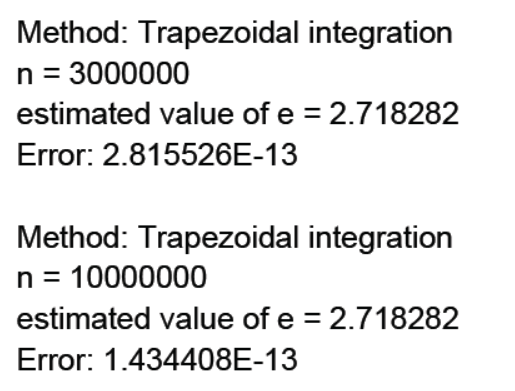 Method: Trapezoidal integration
n = 3000000
estimated value of e = 2.718282
Error: 2.815526E-13
Method: Trapezoidal integration
n = 10000000
estimated value of e = 2.718282
Error: 1.434408E-13